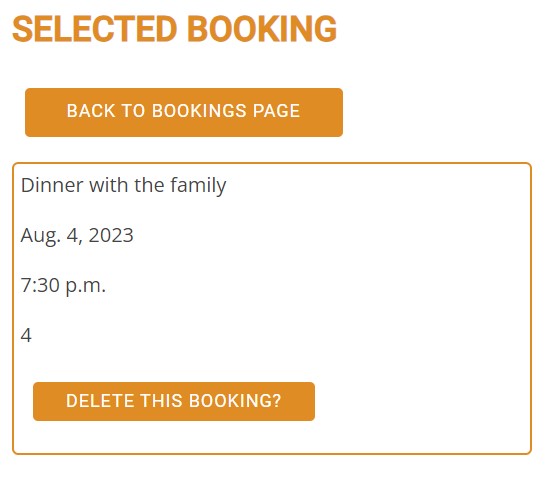 SELECTED BOOKING
BACK TO BOOKINGS PAGE
Dinner with the family
Aug. 4, 2023
7:30 p.m.
4
DELETE THIS BOOKING?